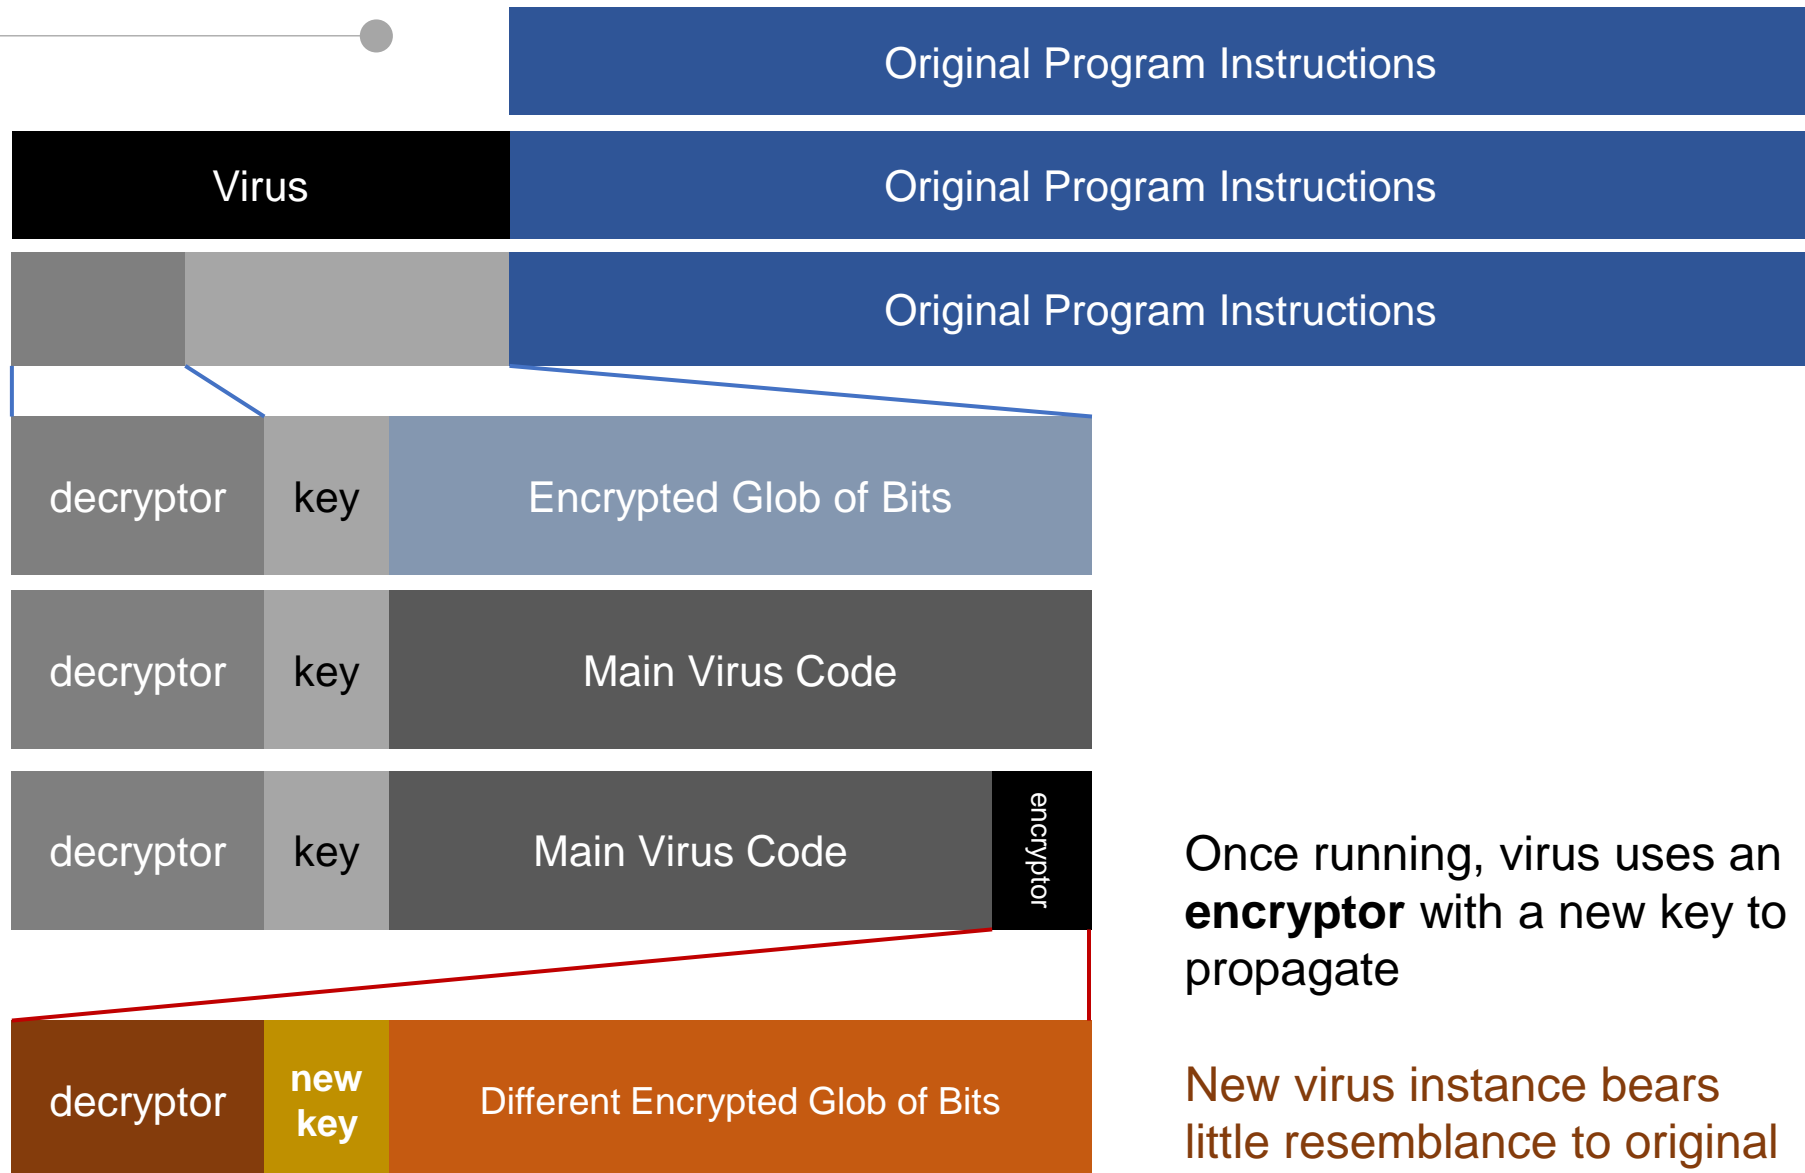 Original Program Instructions
Virus
Original Program Instructions
Original Program Instructions
decryptor
key
Encrypted Glob of Bits
decryptor
key
Main Virus Code
decryptor
key
Main Virus Code
encryptor
Once running, virus uses an
encryptor with a new key to
propagate
decryptor
new
key
Different Encrypted Glob of Bits
New virus instance bears
little resemblance to original